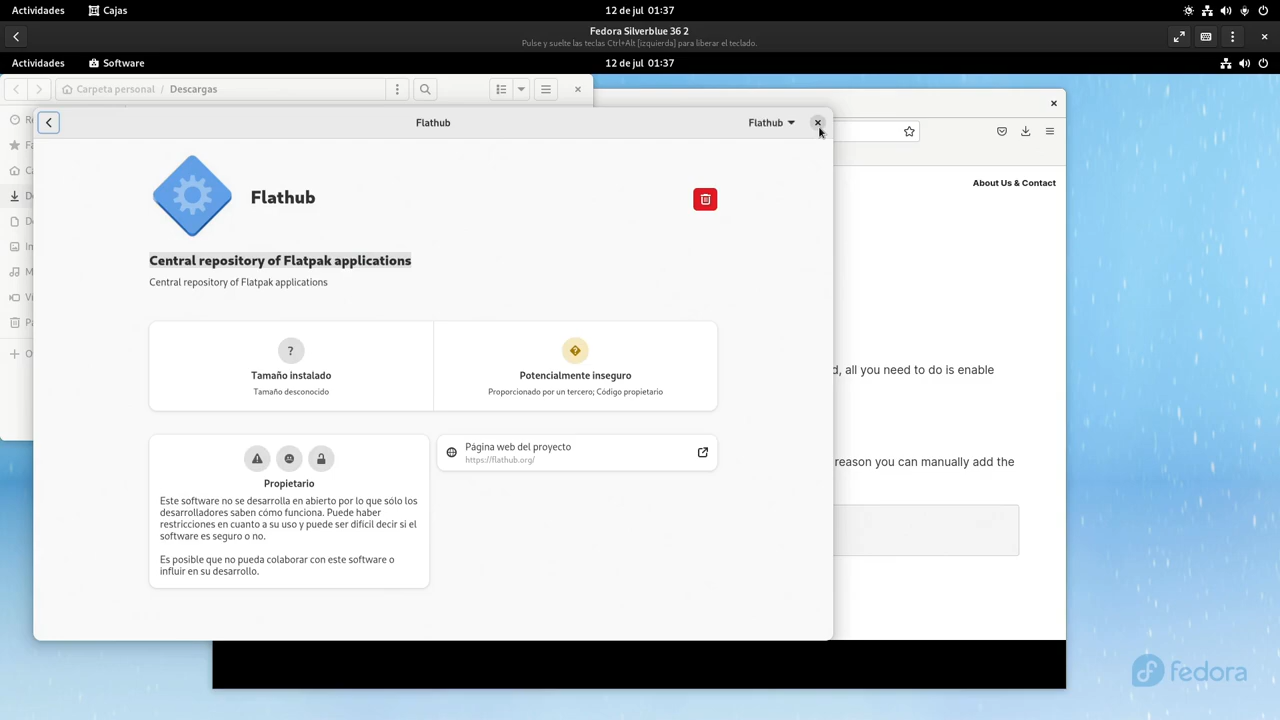 Actividades Cajas 12 de jul 01:37
Fedora Silverblue 36 2
Pulse y suelte las teclas Ctrl+Alt [izquierda] para liberar el teclado.
Actividades Software 12 de jul 01:37
Carpeta personal / Descargas
Flathub Flathub
About Us & Contact
Flathub
Central repository of Flatpak applications
Central repository of Flatpak applications
Tamaño instalado
Tamaño desconocido
Potencialmente inseguro
Proporcionado por un tercero; Código propietario
d, all you need to do is enable
Página web del proyecto
https://flathub.org/
reason you can manually add the
Propietario
Este software no se desarrolla en abierto por lo que sólo los
desarrolladores saben cómo funciona. Puede haber
restricciones en cuanto a su uso y puede ser difícil decir si el
software es seguro o no.
Es posible que no pueda colaborar con este software o
influir en su desarrollo.
fedora